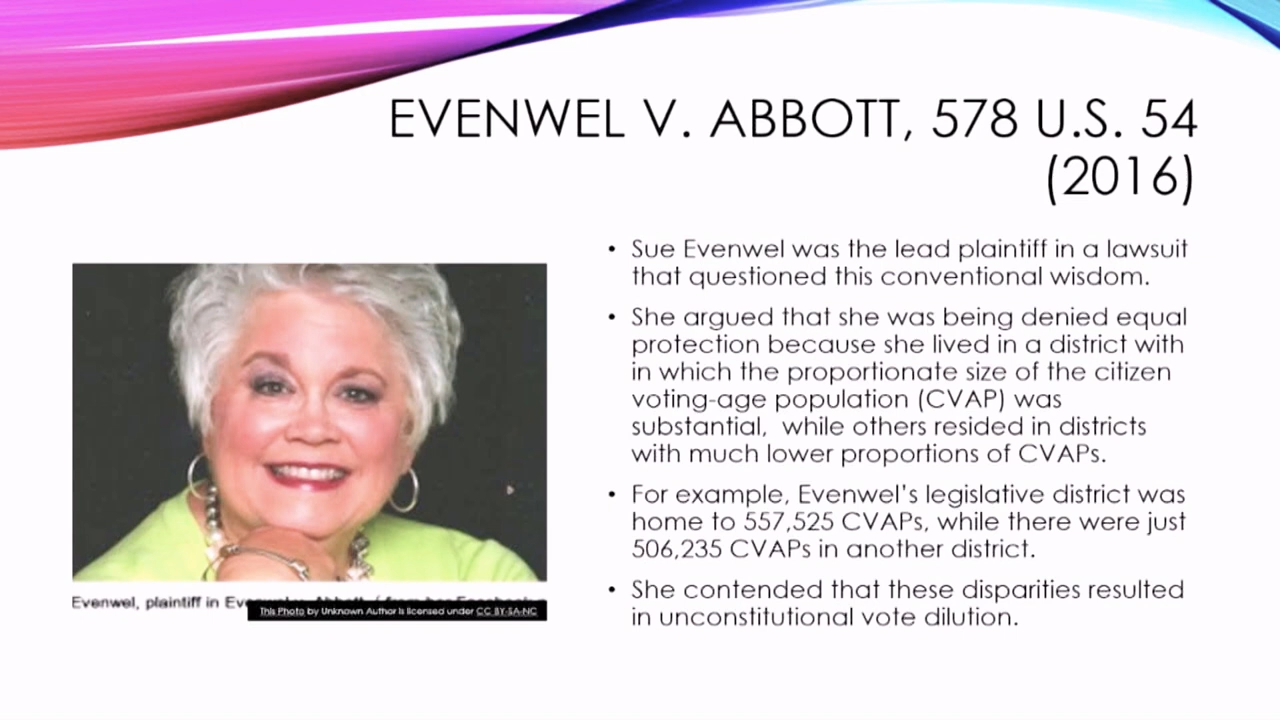 EVENWEL V. ABBOTT, 578 U.S. 54
(2016)
• Sue Evenwel was the lead plaintiff in a lawsuit
that questioned this conventional wisdom.
• She argued that she was being denied equal
protection because she lived in a district with
in which the proportionate size of the citizen
voting-age population (CVAP) was
substantial, while others resided in districts
with much lower proportions of CVAPs.
• For example, Evenwel's legislative district was
home to 557,525 CVAPs, while there were just
506,235 CVAPs in another district.
• She contended that these disparities resulted
in unconstitutional vote dilution.
Evenwel, plaintiff in
This Photo by Unknown Author is licensed under CC BY-SA-NC